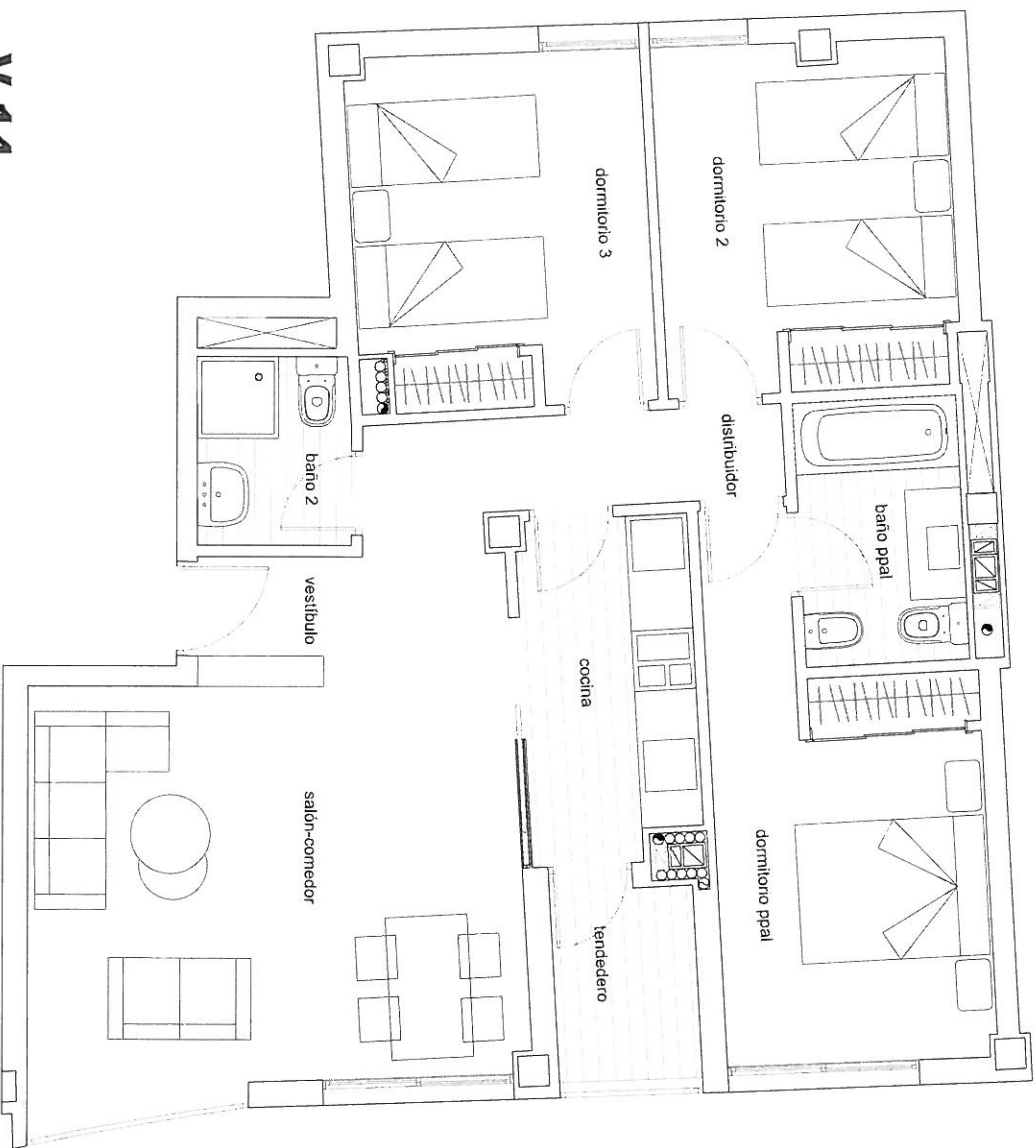 dormitorio 2
dormitorio 3
distribuidor
baño ppal
baño 2
vestíbulo
cocina
dormitorio ppal
salón-comedor
tendedero